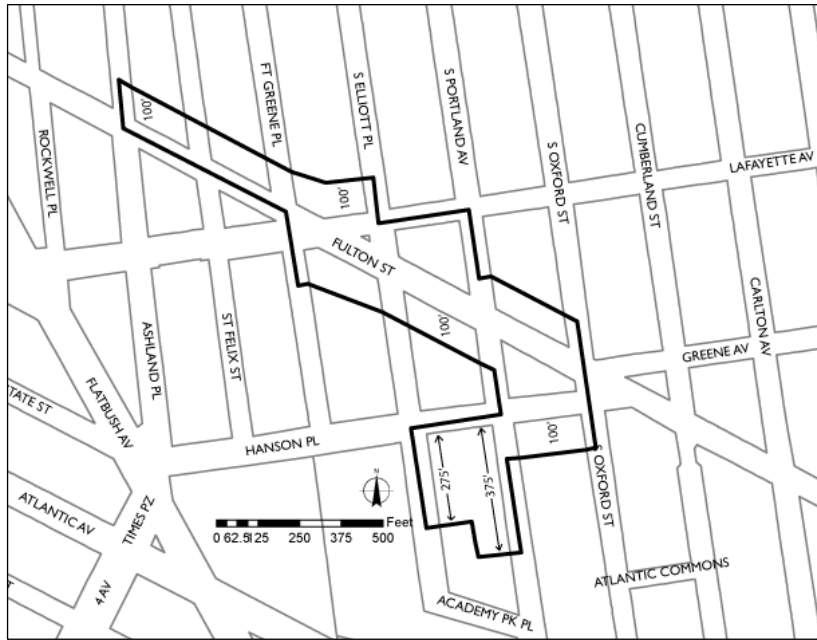 100'
FT GREENE PL
S ELLIOTT PL
S PORTLAND AV
ROCKWELL PL
S OXFORD ST
CUMBERLAND ST
LAFAYETTE AV
100'
FULTON ST
ASHLAND PL
ST FELIX ST
100'
CARLTON AV
GREENE AV
FLATBUSH AV
TATE ST
HANSON PL
100'
S OXFORD ST
275'
375'
N
ATLANTIC AV
TIMES PZ
Feet
0 62.5 125 250 375 500
4 AV
ATLANTIC COMMONS
ACADEMY PK PL